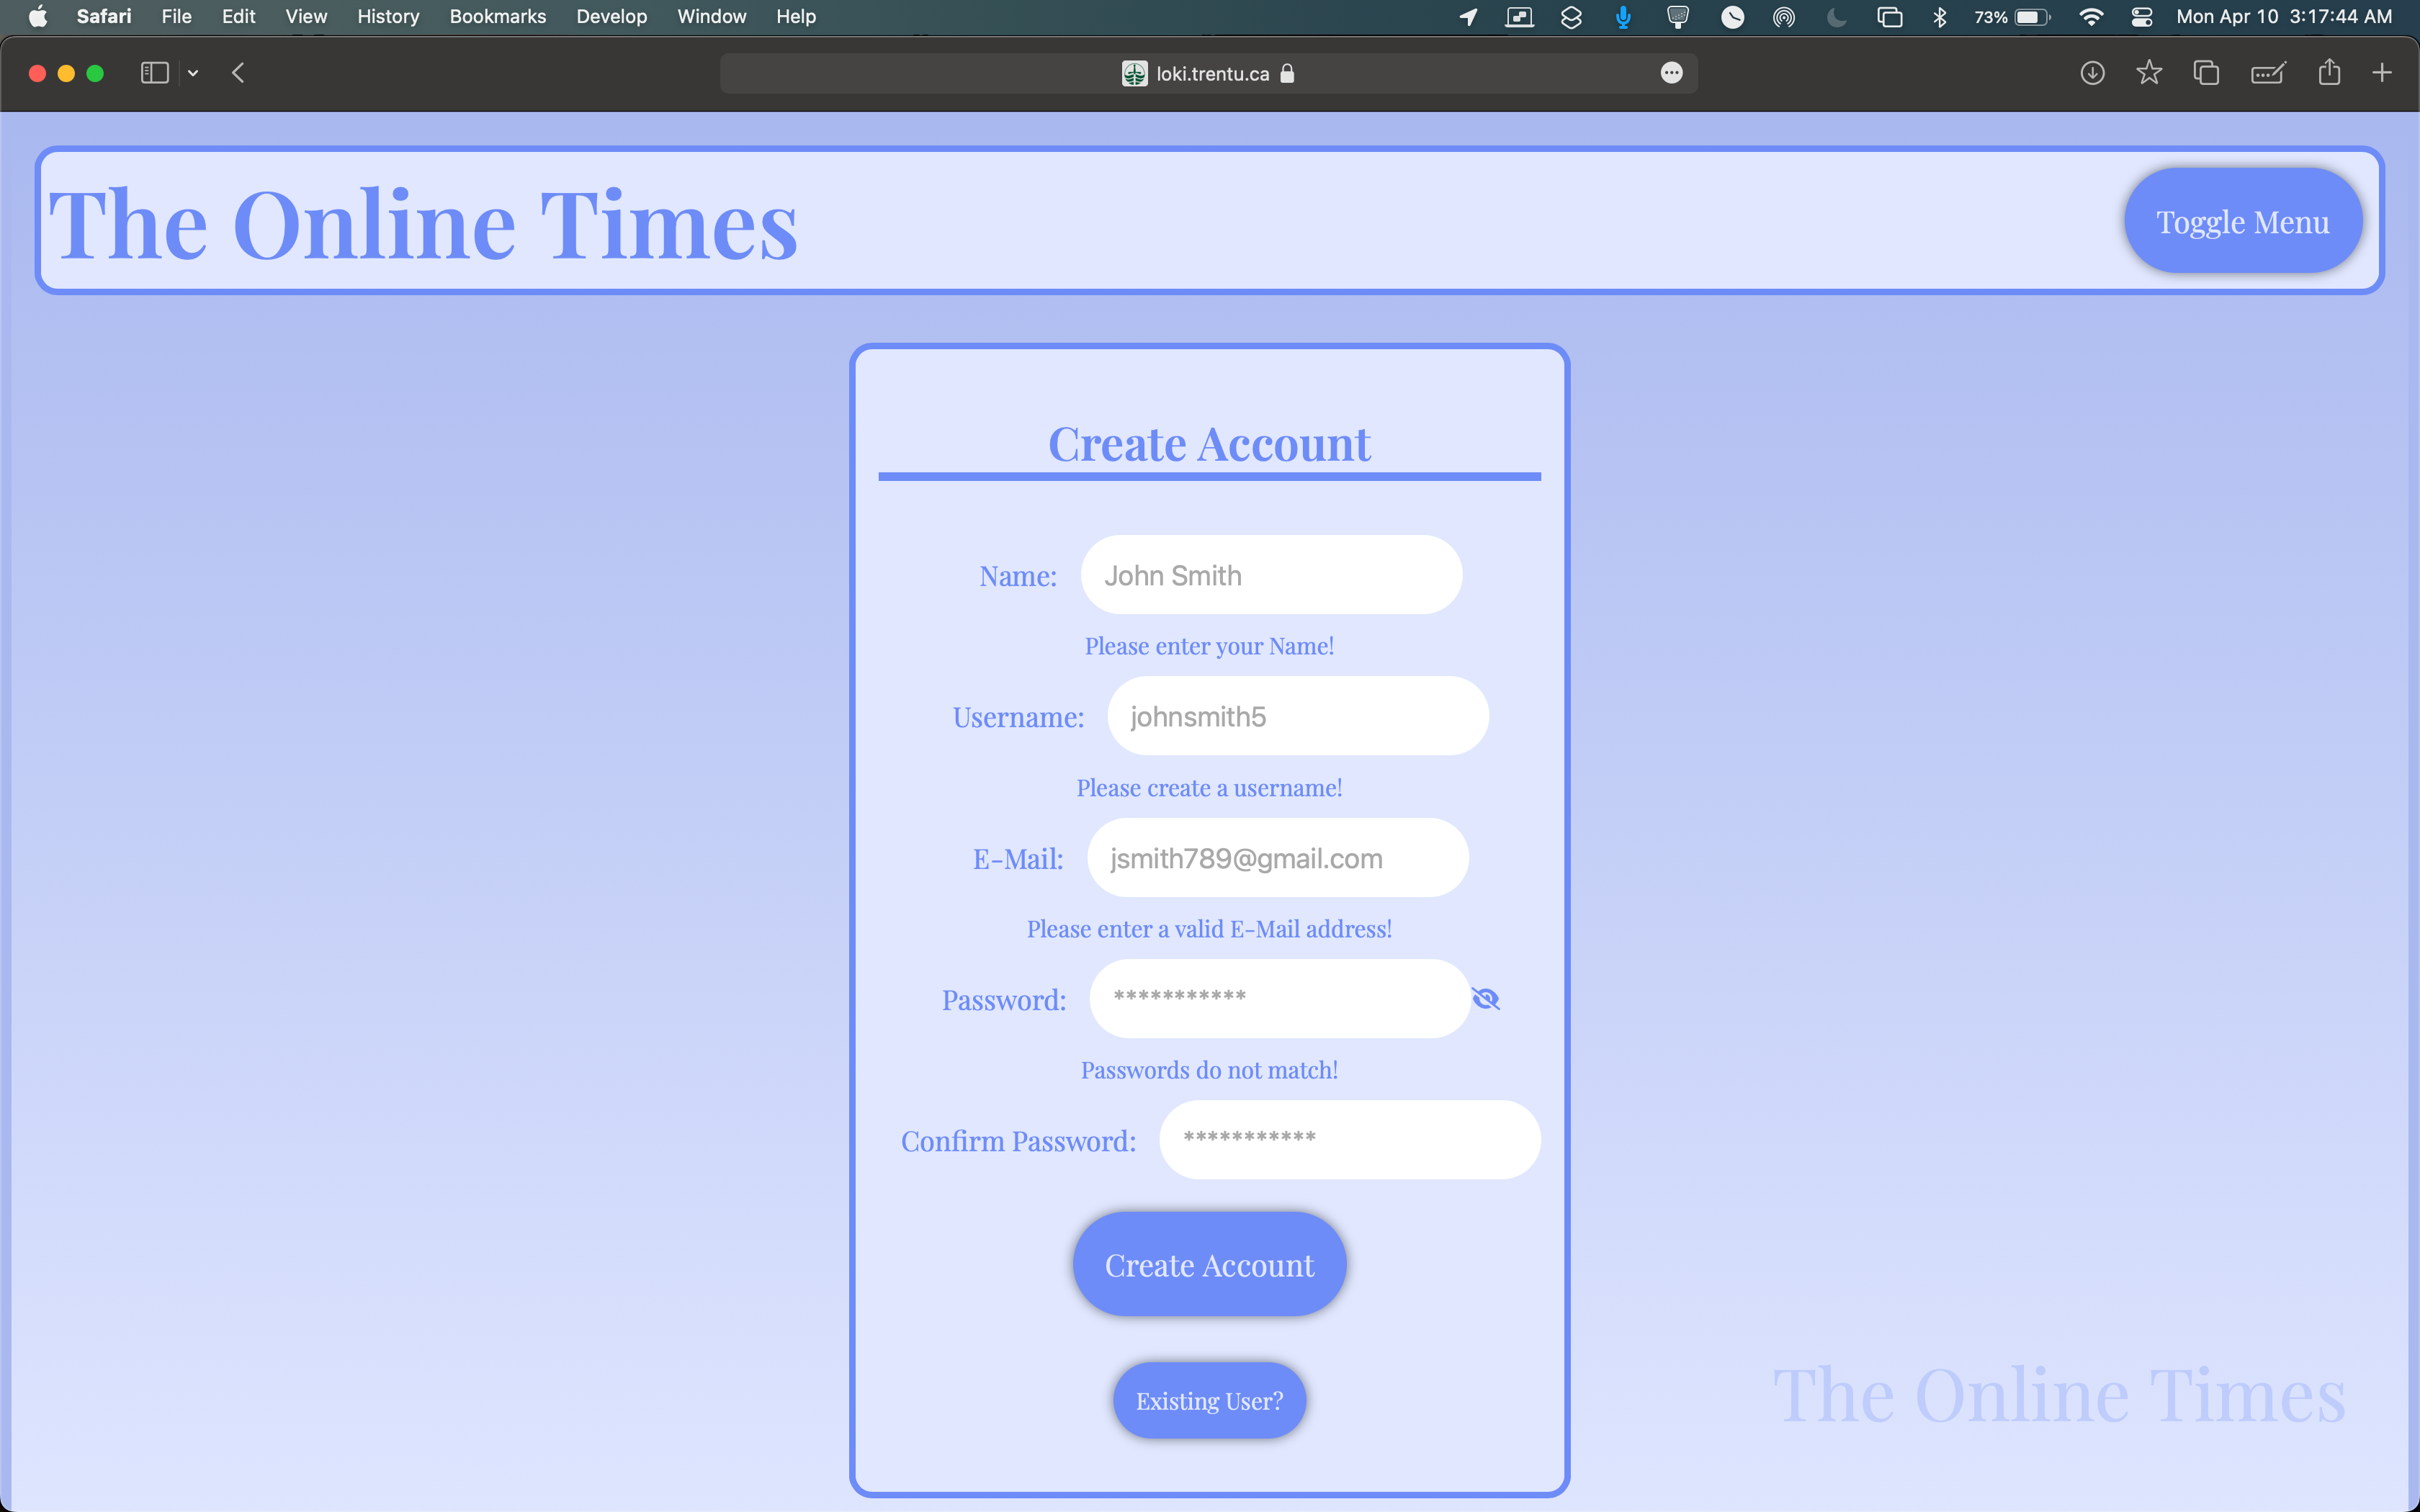 Safari File Edit View History Bookmarks Develop Window Help 73% Mon Apr 10 3:17:44 AM
loki.trentu.ca
The Online Times
Toggle Menu
Create Account
Name: John Smith
Please enter your Name!
Username: johnsmith5
Please create a username!
E-Mail: jsmith789@gmail.com
Please enter a valid E-Mail address!
Password: ***********
Passwords do not match!
Confirm Password: ***********
Create Account
Existing User?
The Online Times